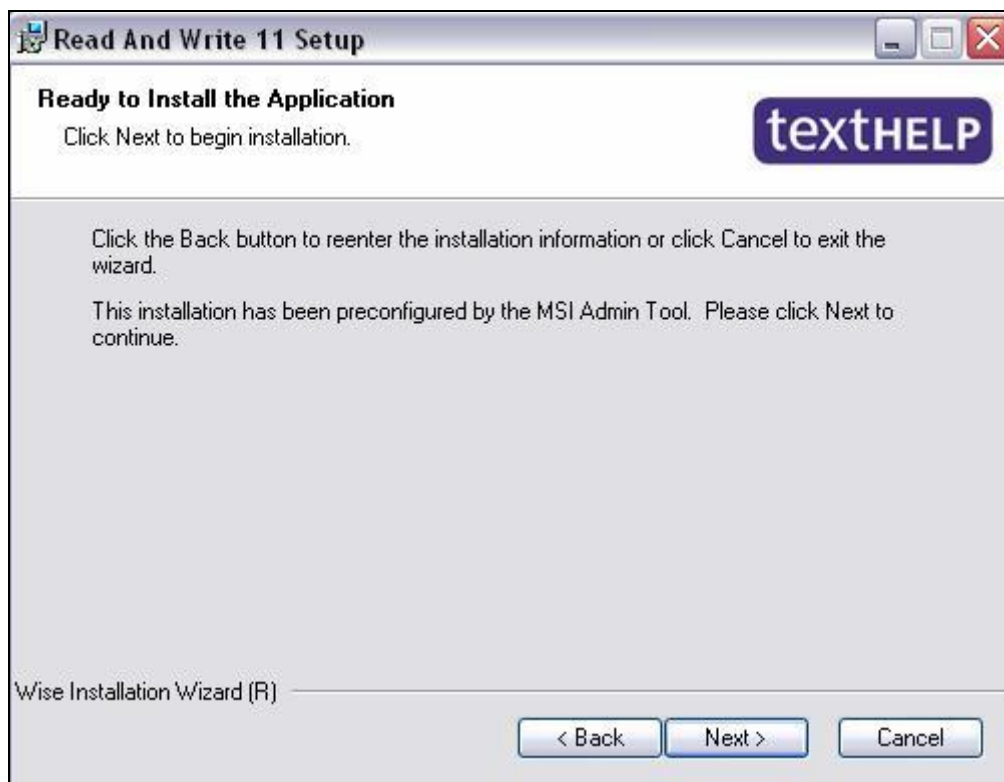 Read And Write 11 Setup
Ready to Install the Application
Click Next to begin installation.
textHELP
Click the Back button to reenter the installation information or click Cancel to exit the
wizard.
This installation has been preconfigured by the MSI Admin Tool.  Please click Next to
continue.
Wise Installation Wizard (R)
< Back
Next >
Cancel